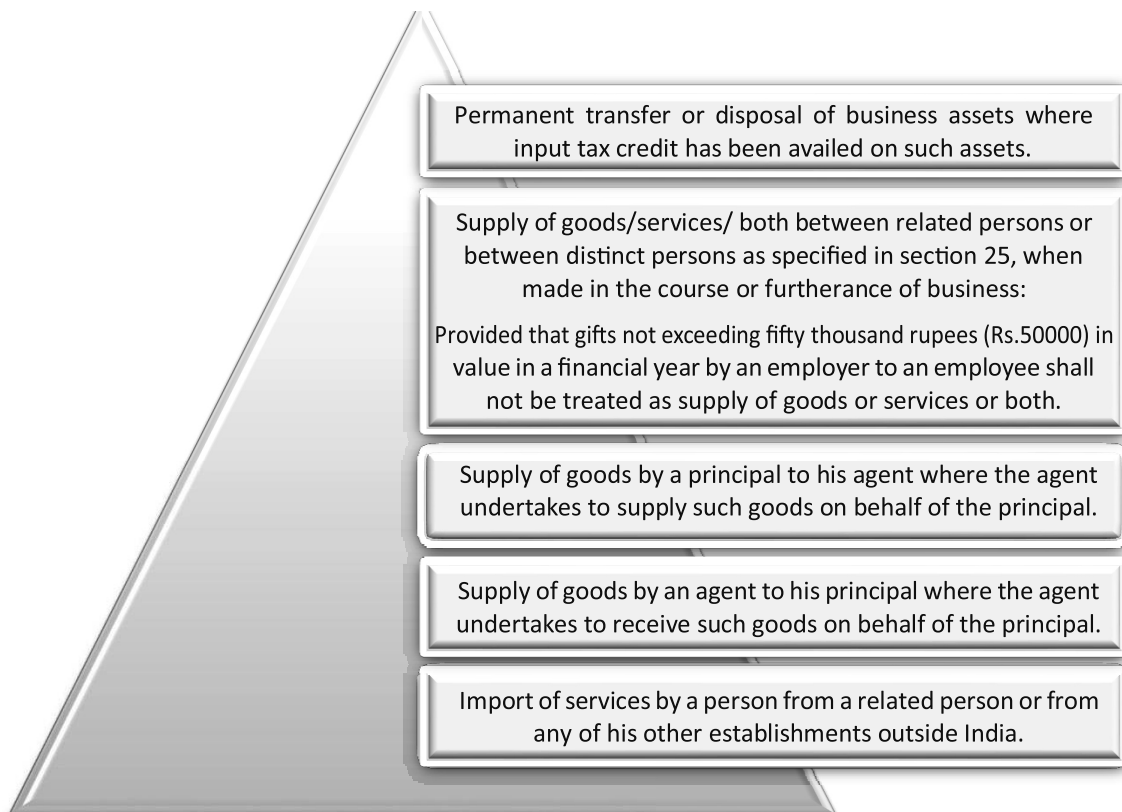 Permanent transfer or disposal of business assets where
input tax credit has been availed on such assets.
Supply of goods/services/ both between related persons or
between distinct persons as specified in section 25, when
made in the course or furtherance of business:
Provided that gifts not exceeding fifty thousand rupees (Rs.50000) in
value in a financial year by an employer to an employee shall
not be treated as supply of goods or services or both.
Supply of goods by a principal to his agent where the agent
undertakes to supply such goods on behalf of the principal.
Supply of goods by an agent to his principal where the agent
undertakes to receive such goods on behalf of the principal.
Import of services by a person from a related person or from
any of his other establishments outside India.